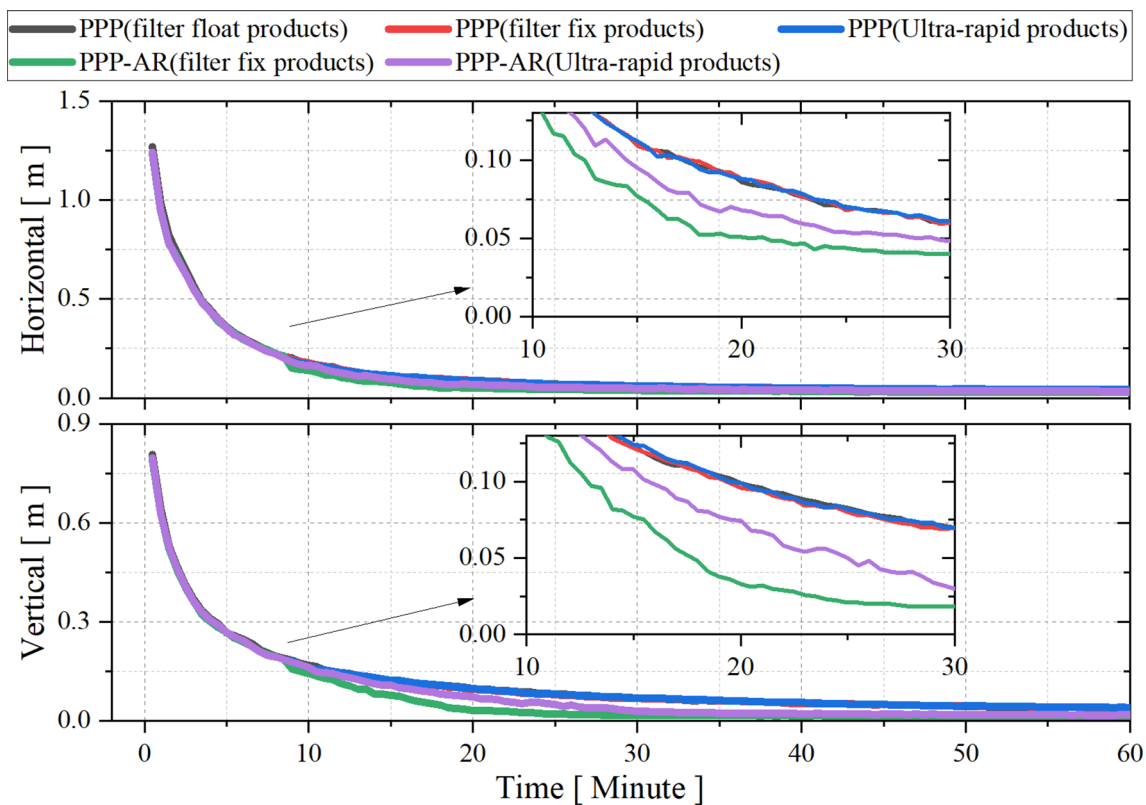 PPP(filter float products) PPP(filter fix products) PPP(Ultra-rapid products)
PPP-AR(filter fix products) PPP-AR(Ultra-rapid products)
1.5
1.0
0.5
0.0
Horizontal [ m]
0.10
0.05
0.00
10 20 30
0.9
0.6
0.3
0.0
Vertical [ m]
0.10
0.05
0.00
10 20 30
0 10 20 30 40 50 60
Time [ Minute ]